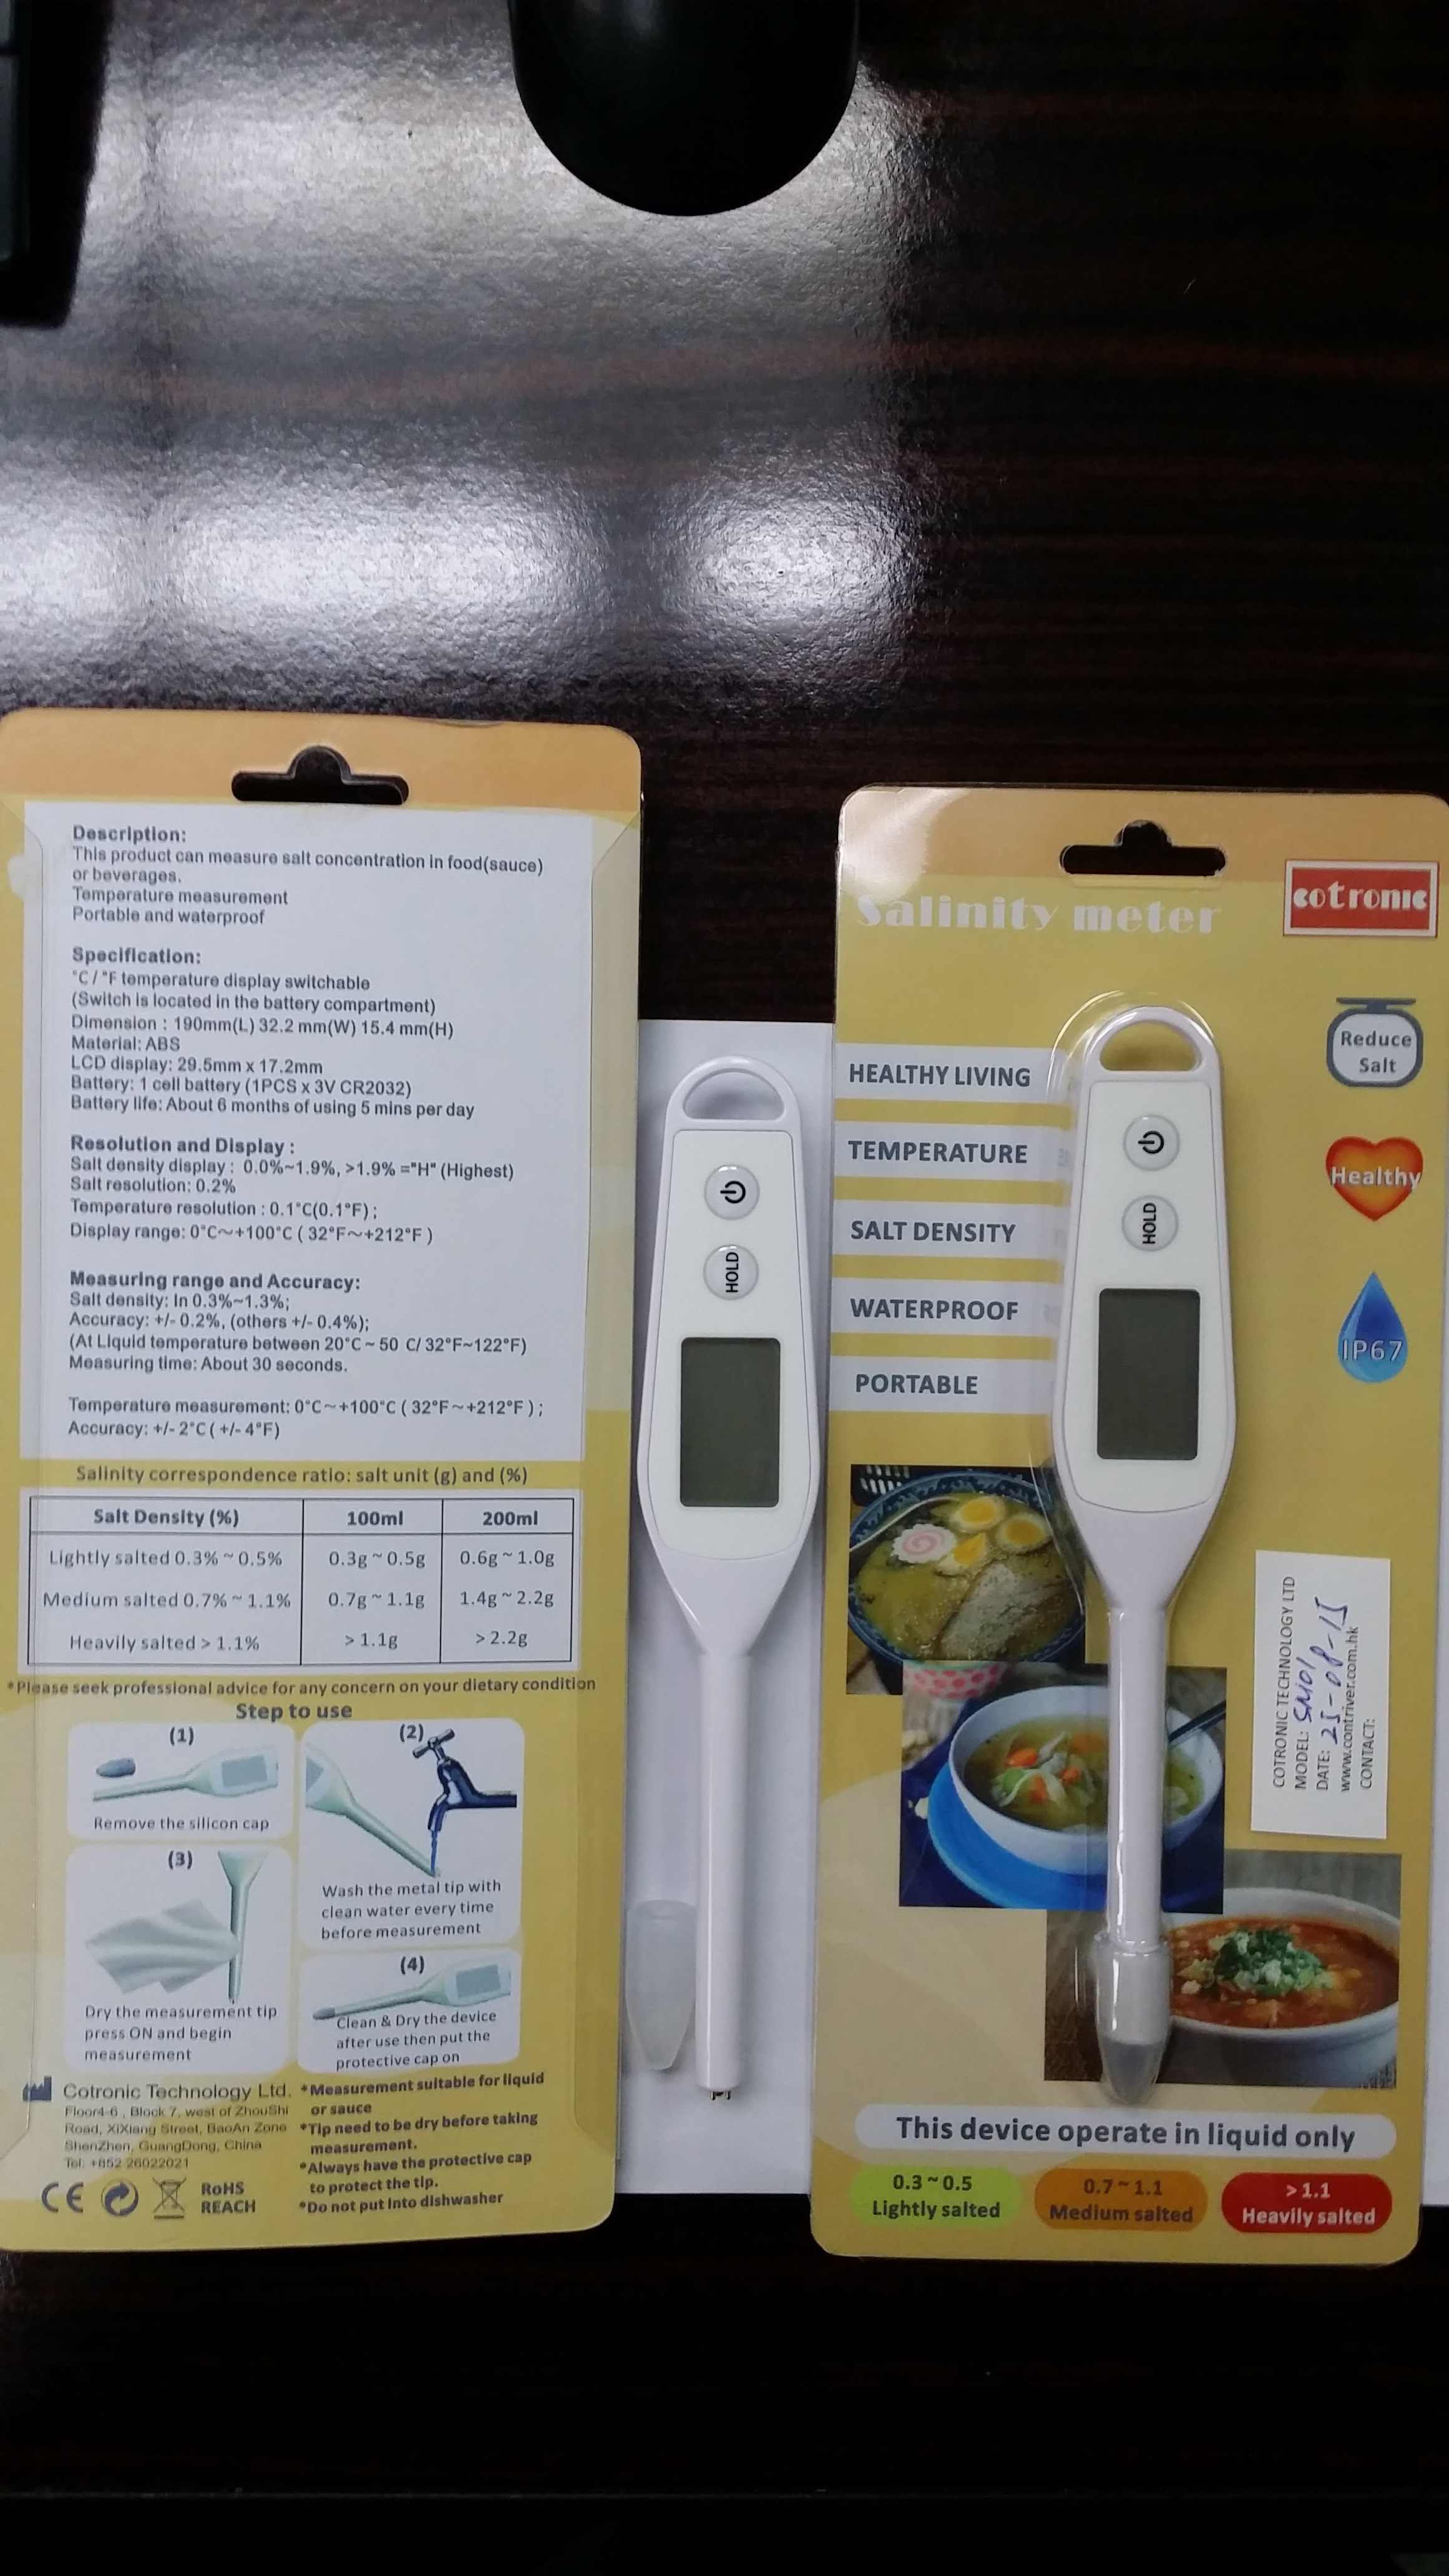 Description:
This product can measure salt concentration in food(sauce)
or beverages.
Temperature measurement
Portable and waterproof
Specification:
°C / °F temperature display switchable
(Switch is located in the battery compartment)
Dimension : 190mm(L) 32.2 mm(W) 15.4 mm(H)
Material: ABS
LCD display: 29.5mm x 17.2mm
Battery: 1 cell battery (1PCS x 3V CR2032)
Battery life: About 6 months of using 5 mins per day
Resolution and Display :
Salt density display : 0.0%~1.9%, >1.9% ="H" (Highest)
Salt resolution: 0.2%
Temperature resolution : 0.1°C(0.1°F) ;
Display range: 0°C～+100°C ( 32°F～+212°F )
Measuring range and Accuracy:
Salt density: In 0.3%~1.3%;
Accuracy: +/- 0.2%, (others +/- 0.4%);
(At Liquid temperature between 20°C ~ 50 C/ 32°F~122°F)
Measuring time: About 30 seconds.
Temperature measurement: 0°C～+100°C ( 32°F～+212°F ) ;
Accuracy: +/- 2°C ( +/- 4°F)
Salinity correspondence ratio: salt unit (g) and (%)
Salt Density (%) 100ml 200ml
Lightly salted 0.3% ~ 0.5% 0.3g ~ 0.5g 0.6g ~ 1.0g
Medium salted 0.7% ~ 1.1% 0.7g ~ 1.1g 1.4g ~ 2.2g
Heavily salted > 1.1% > 1.1g > 2.2g
*Please seek professional advice for any concern on your dietary condition
Step to use
(1)
Remove the silicon cap
(2)
Wash the metal tip with
clean water every time
before measurement
(3)
Dry the measurement tip
press ON and begin
measurement
(4)
Clean & Dry the device
after use then put the
protective cap on
Cotronic Technology Ltd.
Floor4-6 , Block 7, west of ZhouShi
Road, XiXiang Street, BaoAn Zone
ShenZhen, GuangDong, China
Tel: +852 26022021
CE
RoHS
REACH
*Measurement suitable for liquid
or sauce
*Tip need to be dry before taking
measurement.
*Always have the protective cap
to protect the tip.
*Do not put into dishwasher
HOLD
Salinity meter
cotronic
HEALTHY LIVING
TEMPERATURE
SALT DENSITY
WATERPROOF
PORTABLE
HOLD
Reduce
Salt
Healthy
IP67
COTRONIC TECHNOLOGY LTD
MODEL: SM01
DATE: 25-08-15
www.contriver.com.hk
CONTACT:
This device operate in liquid only
0.3 ~ 0.5
Lightly salted
0.7 ~ 1.1
Medium salted
> 1.1
Heavily salted